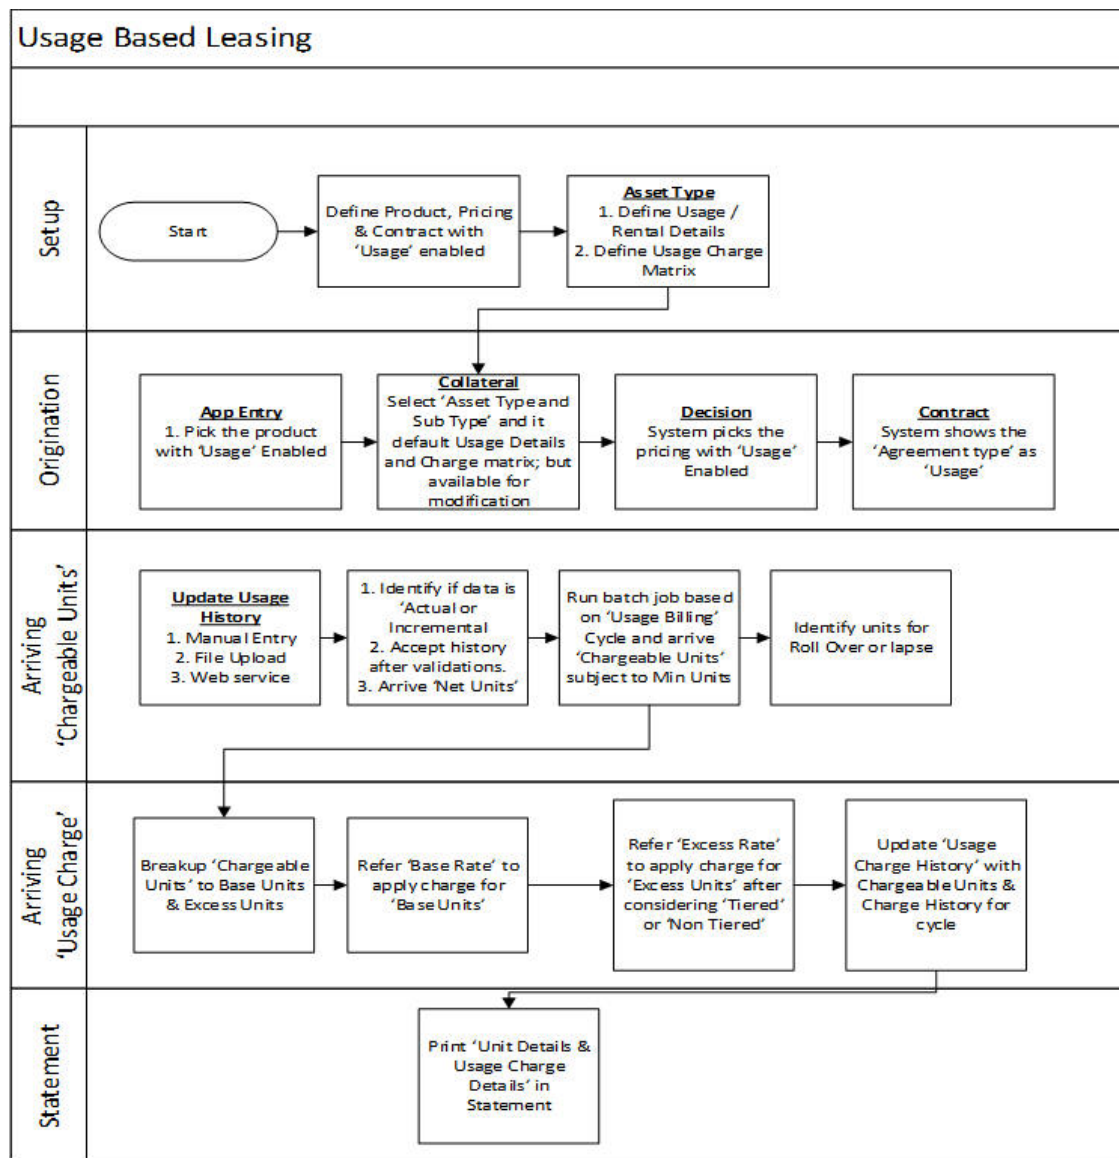 Usage Based Leasing
Setup
Start
Define Product, Pricing
& Contract with
‘Usage’ enabled
Asset Type
1. Define Usage /
Rental Details
2. Define Usage Charge
Matrix
Origination
App Entry
1. Pick the product
with ‘Usage’ Enabled
Collateral
Select ‘Asset Type and
Sub Type’ and it
default Usage Details
and Charge matrix; but
available for
modification
Decision
System picks the
pricing with ‘Usage’
Enabled
Contract
System shows the
‘Agreement type’ as
‘Usage’
Arriving
‘Chargeable Units’
Update Usage
History
1. Manual Entry
2. File Upload
3. Web service
1. Identify if data is
‘Actual or
Incremental
2. Accept history
after validations.
3. Arrive ‘Net Units’
Run batch job based
on ‘Usage Billing’
Cycle and arrive
‘Chargeable Units’
subject to Min Units
Identify units for
Roll Over or lapse
Arriving
‘Usage Charge’
Breakup ‘Chargeable
Units’ to Base Units
& Excess Units
Refer ‘Base Rate’ to
apply charge for
‘Base Units’
Refer ‘Excess Rate’
to apply charge for
‘Excess Units’ after
considering ‘Tiered’
or ‘Non Tiered’
Update ‘Usage
Charge History’ with
Chargeable Units &
Charge History for
cycle
Statement
Print ‘Unit Details &
Usage Charge
Details’ in
Statement